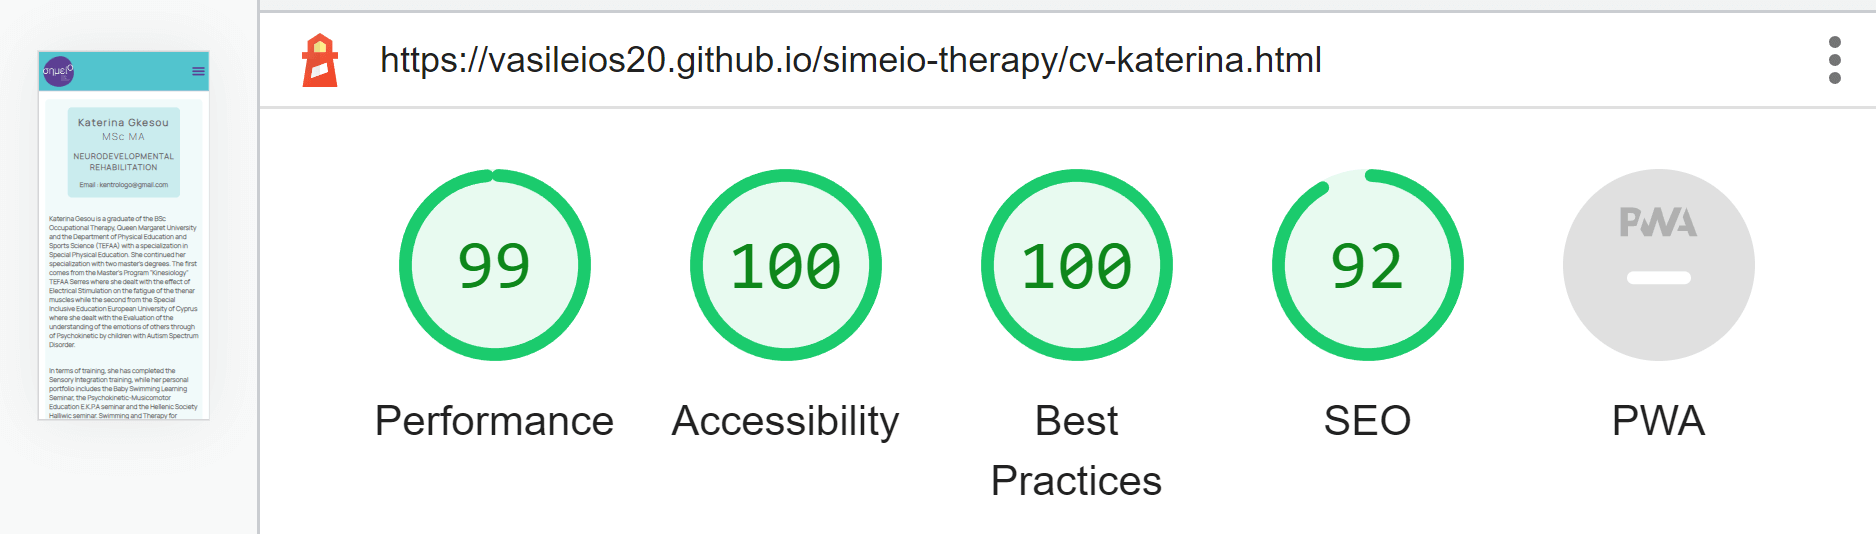 σημείο
Katerina Gkesou
MSc MA
NEURODEVELOPMENTAL
REHABILITATION
Email : kentrologo@gmail.com
Katerina Gesou is a graduate of the BSc
Occupational Therapy, Queen Margaret University
and the Department of Physical Education and
Sports Science (TEFAA) with a specialization in
Special Physical Education. She continued her
specialization with two master's degrees. The first
comes from the Master's Program "Kinesiology"
TEFAA Serres where she dealt with the effect of
Electrical Stimulation on the fatigue of the thenar
muscles while the second from the Special
Inclusive Education European University of Cyprus
where she dealt with the Evaluation of the
understanding of the emotions of others through
of Psychokinetic by children with Autism Spectrum
Disorder.
In terms of training, she has completed the
Sensory Integration training, while her personal
portfolio includes the Baby Swimming Learning
Seminar, the Psychokinetic-Musicomotor
Education E.K.P.A seminar and the Hellenic Society
Halliwic seminar. Swimming and Therapy for
https://vasileios20.github.io/simeio-therapy/cv-katerina.html
99
100
100
92
PWA
Performance
Accessibility
Best
Practices
SEO
PWA